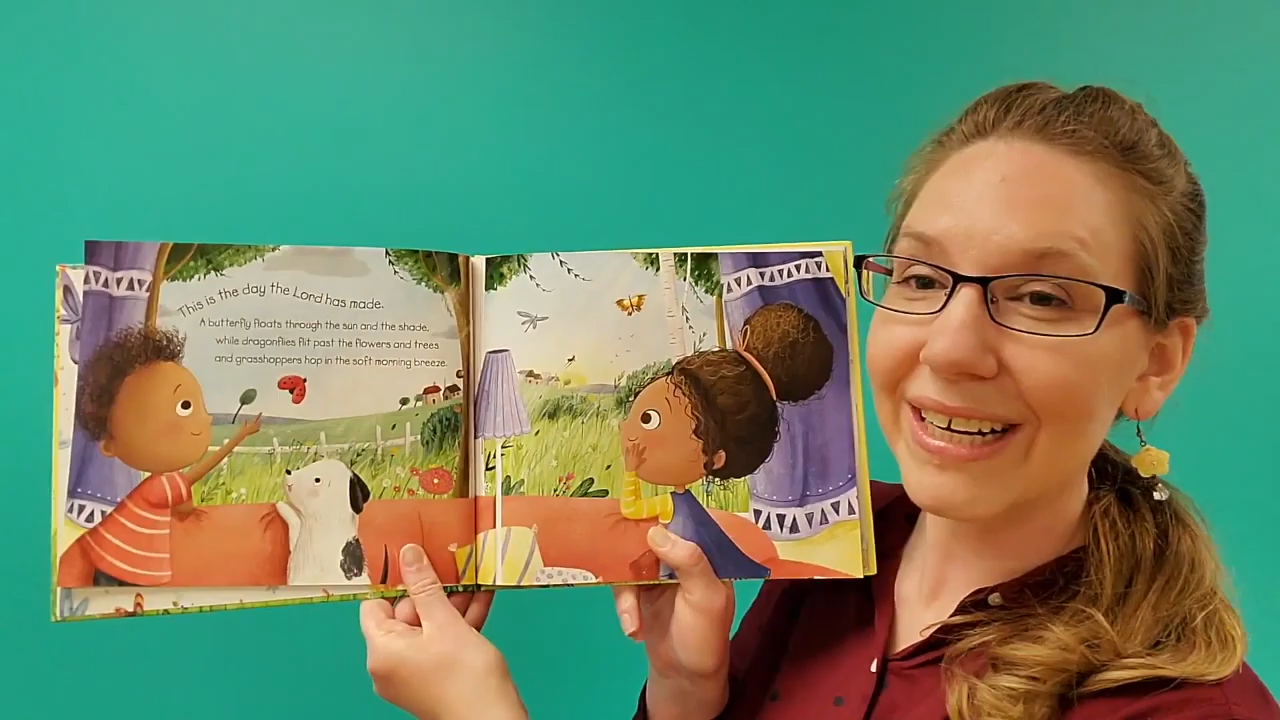 This is the day the Lord has made.
A butterfly floats through the sun and the shade,
while dragonflies flit past the flowers and trees
and grasshoppers hop in the soft morning breeze.